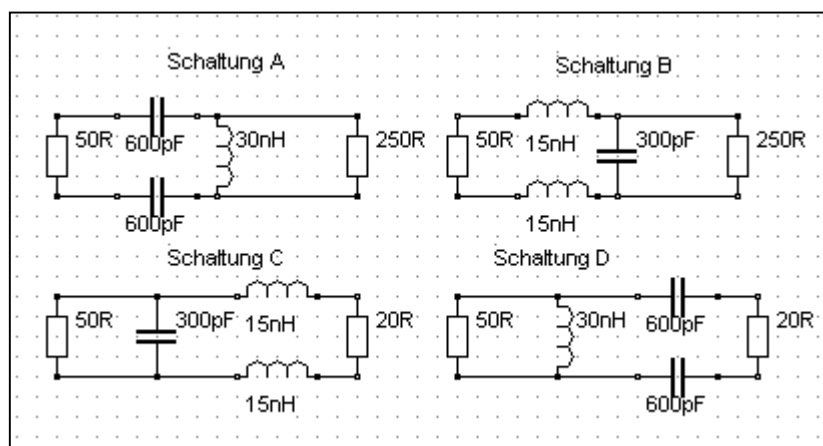 Schaltung A
50R
600pF
30nH
250R
600pF
Schaltung B
50R
15nH
300pF
250R
15nH
Schaltung C
50R
300pF
15nH
20R
15nH
Schaltung D
50R
30nH
600pF
20R
600pF